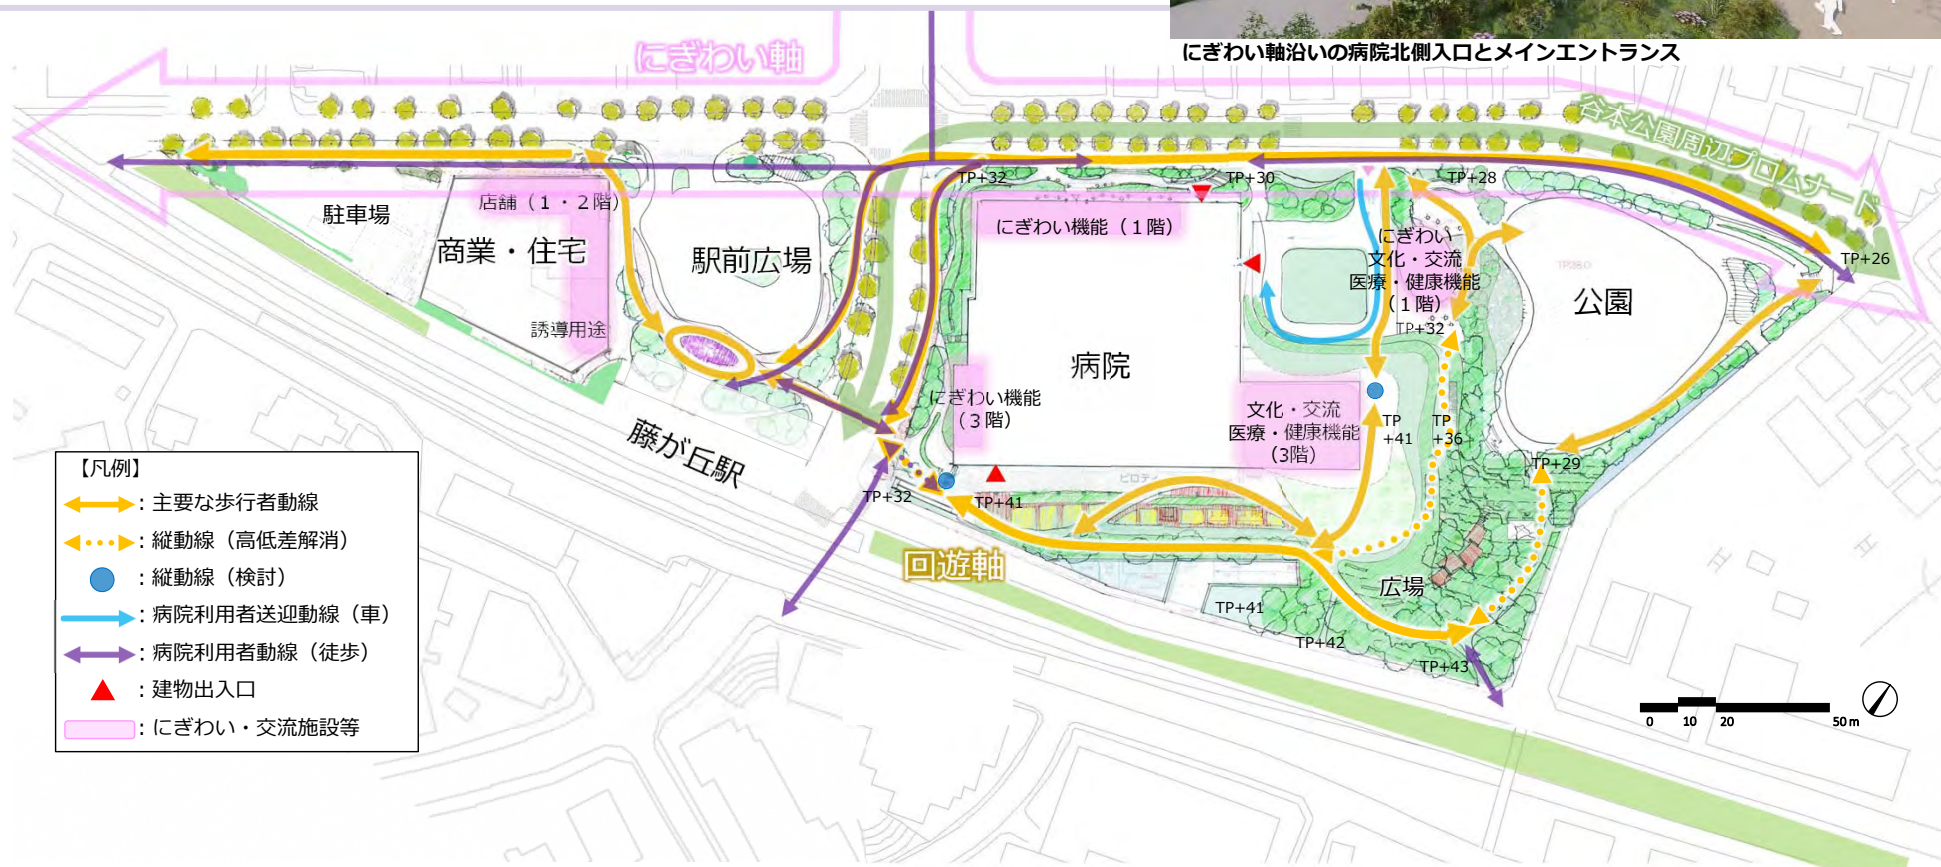 にぎわい軸沿いの病院北側入口とメインエントランス
にぎわい軸
谷本公園周辺プロムナード
TP+32
TP+30
TP+28
TP+26
駐車場
店舗（１・２階）
商業・住宅
誘導用途
駅前広場
にぎわい機能（１階）
にぎわい
文化・交流
医療・健康機能
（１階）
TP+32
公園
病院
にぎわい機能
（３階）
文化・交流
医療・健康機能
（3階）
TP
+41
TP
+36
TP+29
藤が丘駅
TP+32
TP+41
ピロティ
回遊軸
広場
TP+41
TP+42
TP+43
【凡例】
：主要な歩行者動線
：縦動線（高低差解消）
：縦動線（検討）
：病院利用者送迎動線（車）
：病院利用者動線（徒歩）
：建物出入口
：にぎわい・交流施設等
0 10 20 50m